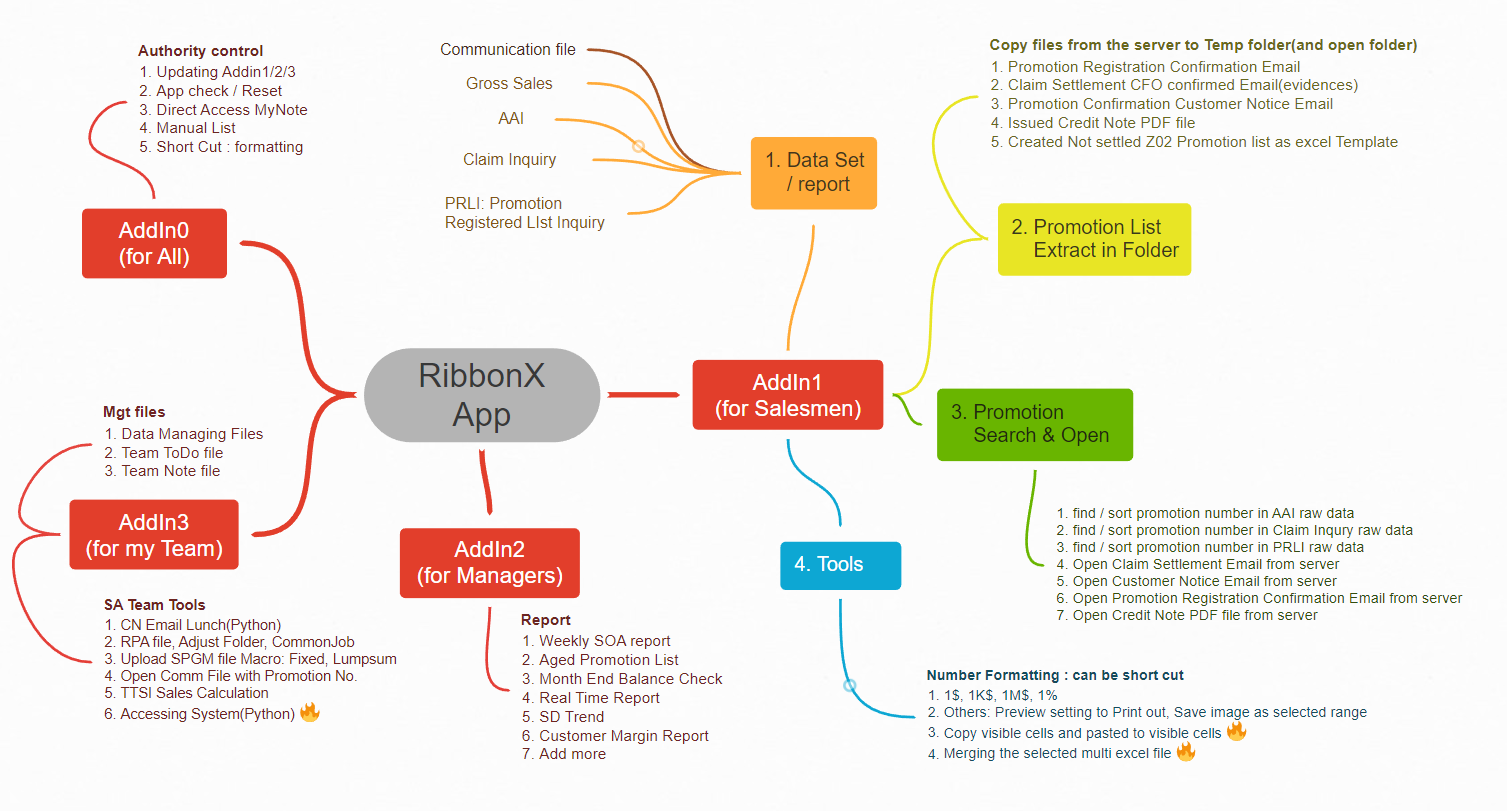 Authority control
1. Updating Addin1/2/3
2. App check / Reset
3. Direct Access MyNote
4. Manual List
5. Short Cut : formatting
AddIn0
(for All)
Communication file
Gross Sales
AAI
Claim Inquiry
PRLI: Promotion
Registered LIst Inquiry
1. Data Set
/ report
Copy files from the server to Temp folder(and open folder)
1. Promotion Registration Confirmation Email
2. Claim Settlement CFO confirmed Email(evidences)
3. Promotion Confirmation Customer Notice Email
4. Issued Credit Note PDF file
5. Created Not settled Z02 Promotion list as excel Template
2. Promotion List
Extract in Folder
RibbonX
App
AddIn1
(for Salesmen)
3. Promotion
Search & Open
1. find / sort promotion number in AAI raw data
2. find / sort promotion number in Claim Inqury raw data
3. find / sort promotion number in PRLI raw data
4. Open Claim Settlement Email from server
5. Open Customer Notice Email from server
6. Open Promotion Registration Confirmation Email from server
7. Open Credit Note PDF file from server
Mgt files
1. Data Managing Files
2. Team ToDo file
3. Team Note file
AddIn3
(for my Team)
SA Team Tools
1. CN Email Lunch(Python)
2. RPA file, Adjust Folder, CommonJob
3. Upload SPGM file Macro: Fixed, Lumpsum
4. Open Comm File with Promotion No.
5. TTSI Sales Calculation
6. Accessing System(Python) 🔥
AddIn2
(for Managers)
Report
1. Weekly SOA report
2. Aged Promotion List
3. Month End Balance Check
4. Real Time Report
5. SD Trend
6. Customer Margin Report
7. Add more
4. Tools
Number Formatting : can be short cut
1. 1$, 1K$, 1M$, 1%
2. Others: Preview setting to Print out, Save image as selected range
3. Copy visible cells and pasted to visible cells 🔥
4. Merging the selected multi excel file 🔥